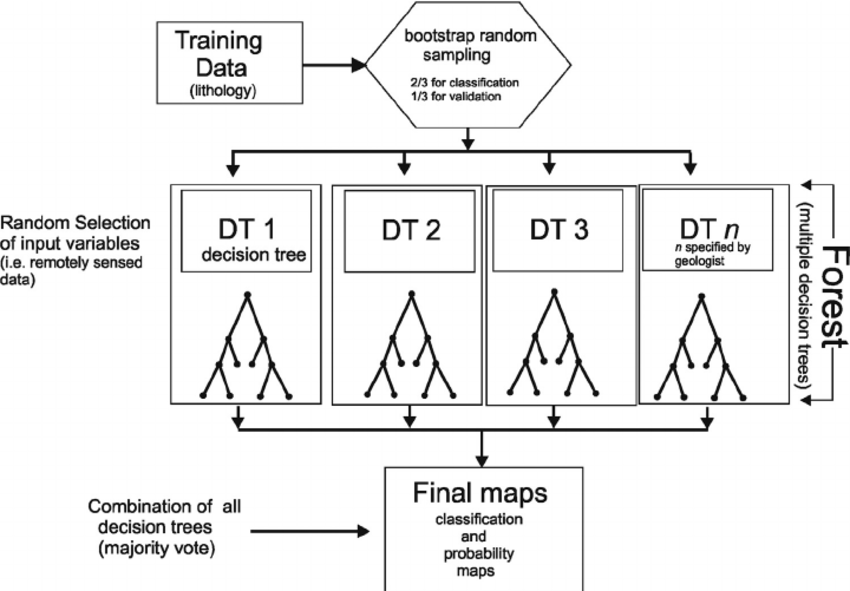 Training
Data
(lithology)
bootstrap random
sampling
2/3 for classification
1/3 for validation
Random Selection
of input variables
(i.e. remotely sensed
data)
DT 1
decision tree
DT 2
DT 3
DT n
n specified by
geologist
Forest
(multiple decision trees)
Combination of all
decision trees
(majority vote)
Final maps
classification
and
probability
maps